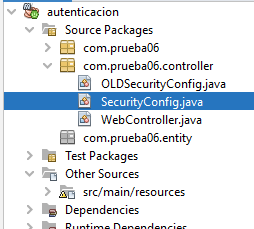 autenticacion
Source Packages
com.prueba06
com.prueba06.controller
OLDSecurityConfig.java
SecurityConfig.java
WebController.java
com.prueba06.entity
Test Packages
Other Sources
src/main/resources
Dependencies
Runtime Dependencies